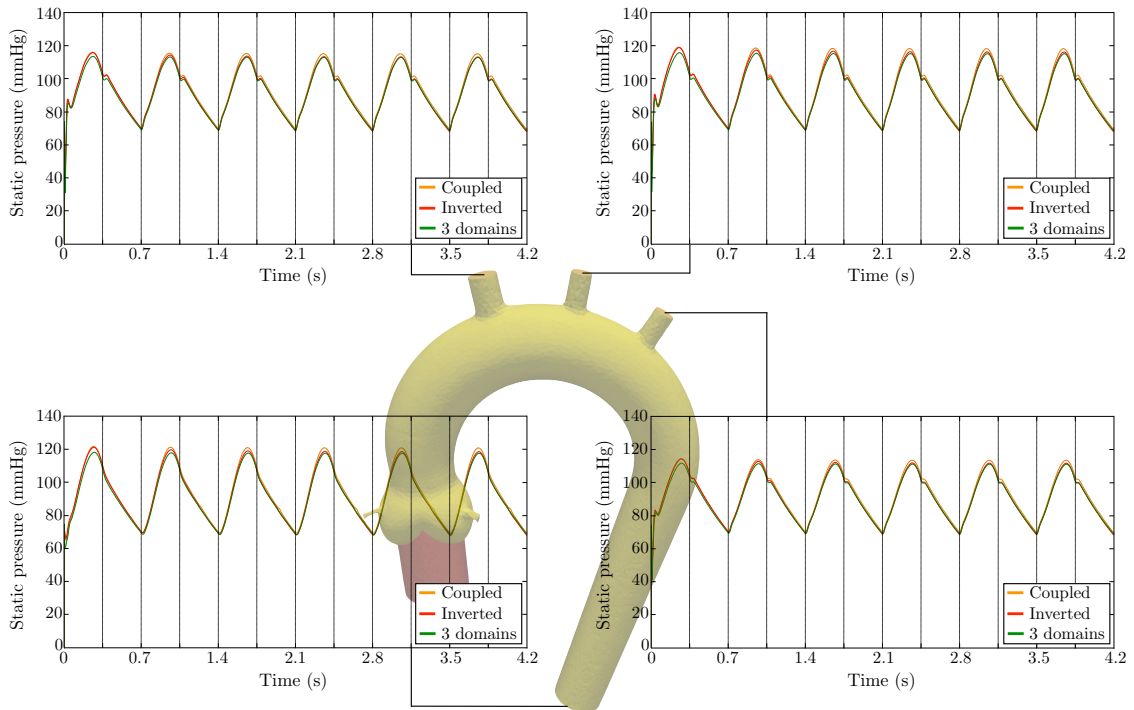 140
120
100
80
60
40
20
0
Static pressure (mmHg)
Coupled
Inverted
3 domains
0 0.7 1.4 2.1 2.8 3.5 4.2
Time (s)
140
120
100
80
60
40
20
0
Static pressure (mmHg)
Coupled
Inverted
3 domains
0 0.7 1.4 2.1 2.8 3.5 4.2
Time (s)
140
120
100
80
60
40
20
0
Static pressure (mmHg)
Coupled
Inverted
3 domains
0 0.7 1.4 2.1 2.8 3.5 4.2
Time (s)
140
120
100
80
60
40
20
0
Static pressure (mmHg)
Coupled
Inverted
3 domains
0 0.7 1.4 2.1 2.8 3.5 4.2
Time (s)